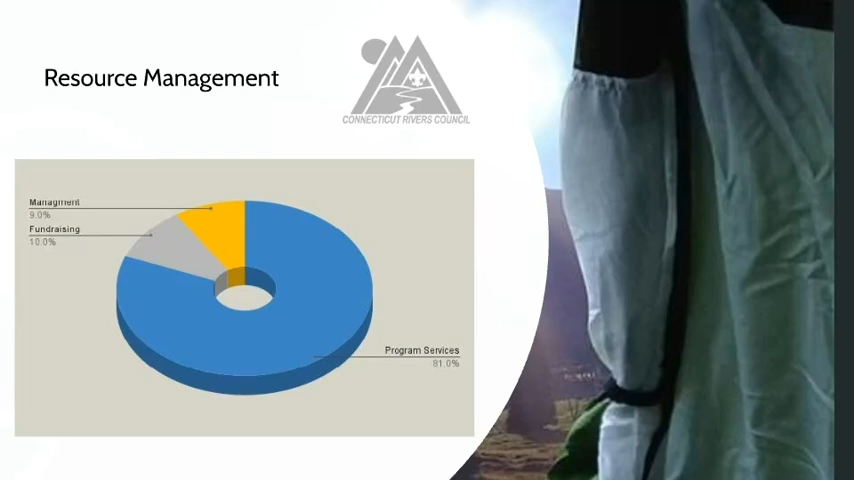 Resource Management
CONNECTICUT RIVERS COUNCIL
Managment
9.0%
Fundraising
10.0%
Program Services
81.0%